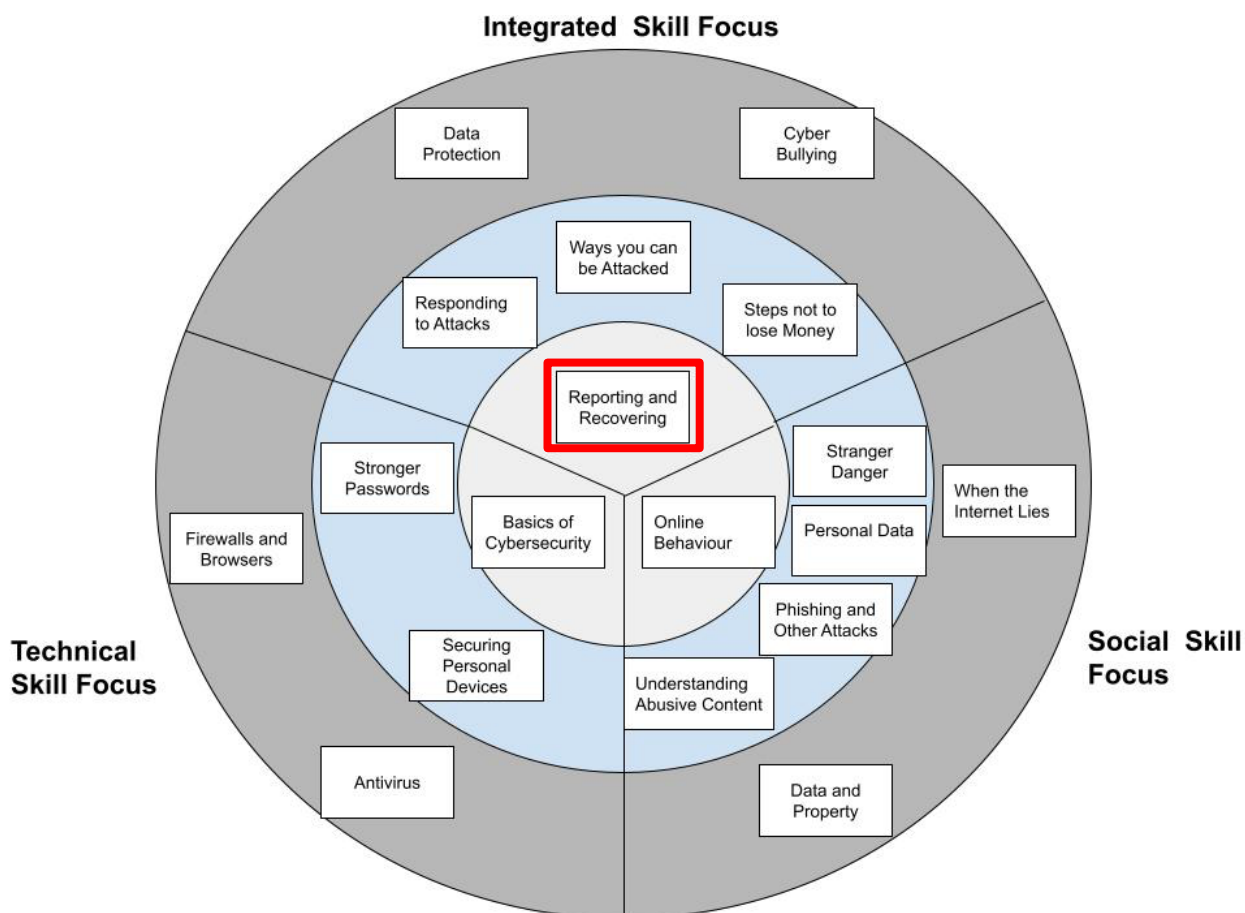 Integrated Skill Focus
Data
Protection
Cyber
Bullying
Ways you can
be Attacked
Responding
to Attacks
Steps not to
lose Money
Reporting and
Recovering
Stronger
Passwords
Stranger
Danger
When the
Internet Lies
Firewalls and
Browsers
Basics of
Cybersecurity
Online
Behaviour
Personal Data
Phishing and
Other Attacks
Technical
Skill Focus
Securing
Personal
Devices
Understanding
Abusive Content
Social Skill
Focus
Antivirus
Data and
Property